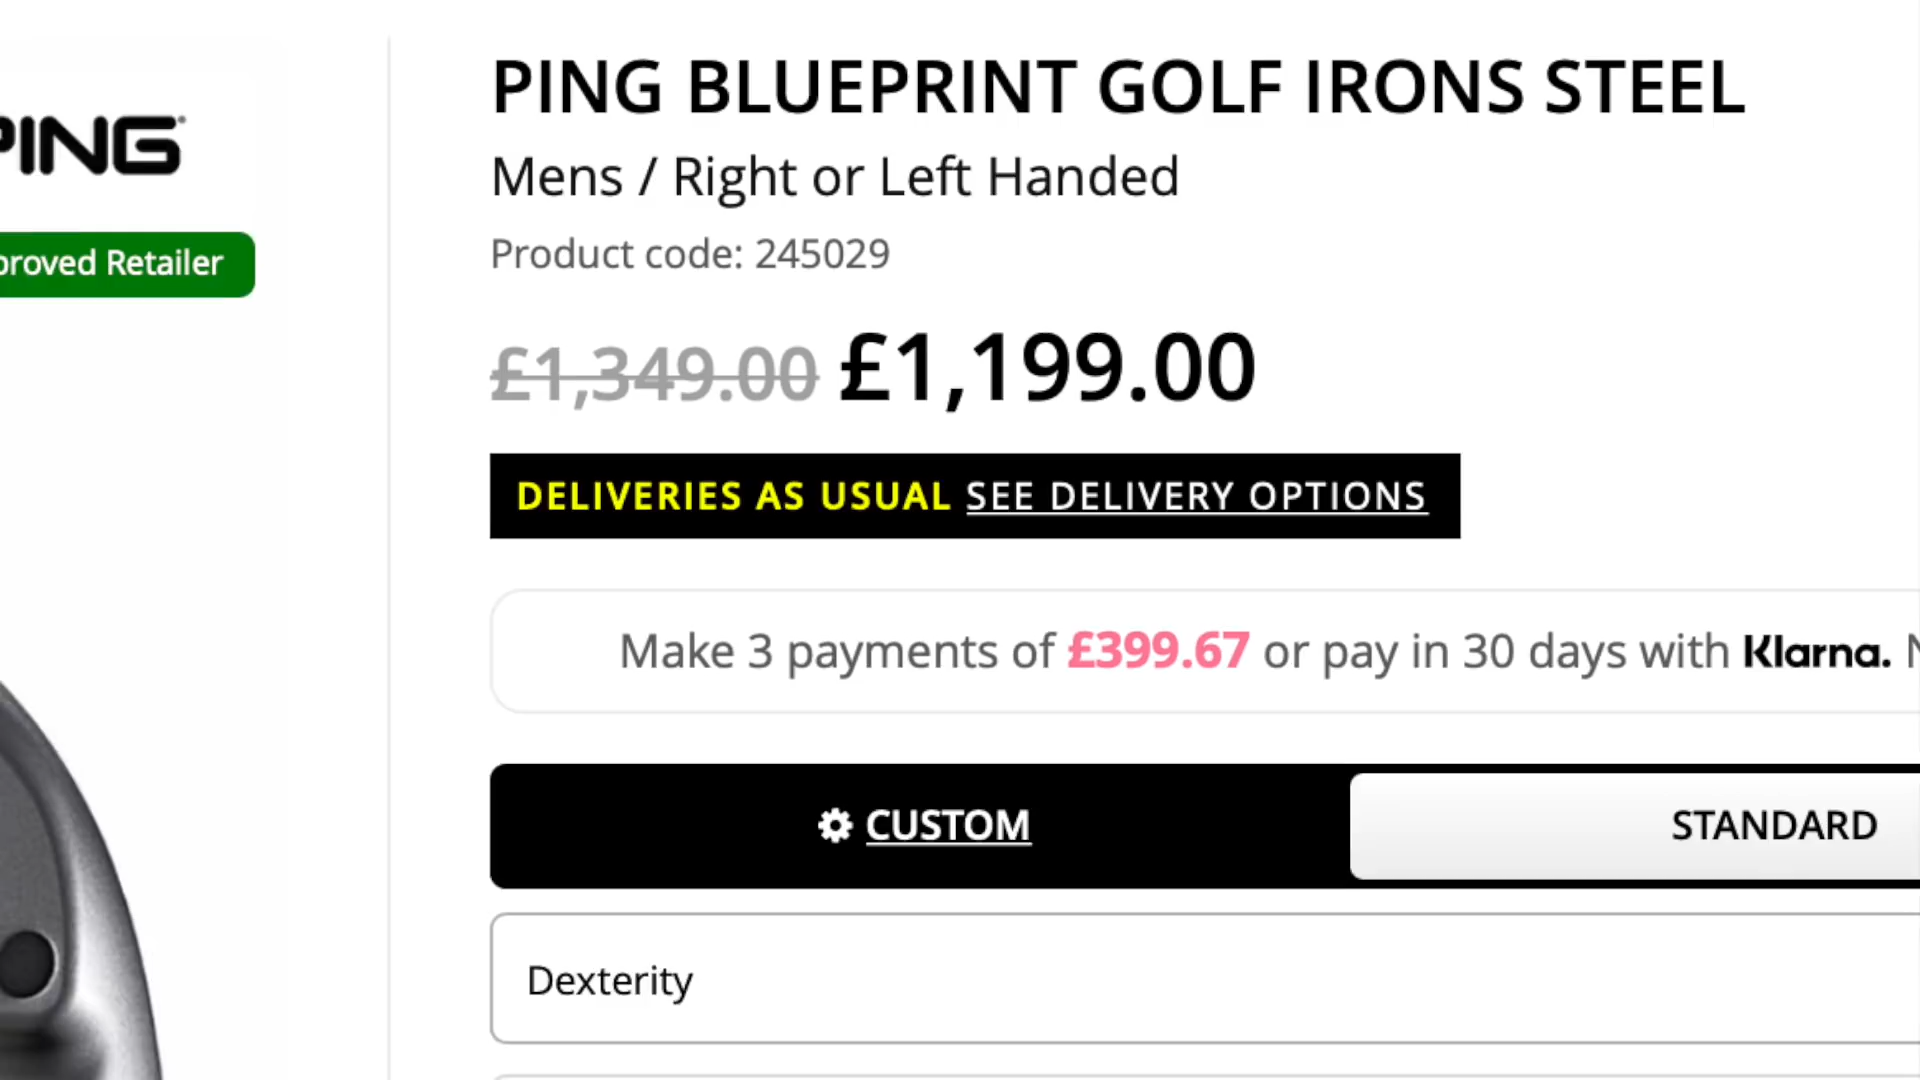 PING BLUEPRINT GOLF IRONS STEEL
PING
Mens / Right or Left Handed
Product code: 245029
Retailer
£1,349.00 £1,199.00
DELIVERIES AS USUAL SEE DELIVERY OPTIONS
Make 3 payments of £399.67 or pay in 30 days with Klarna.
CUSTOM
STANDARD
Dexterity